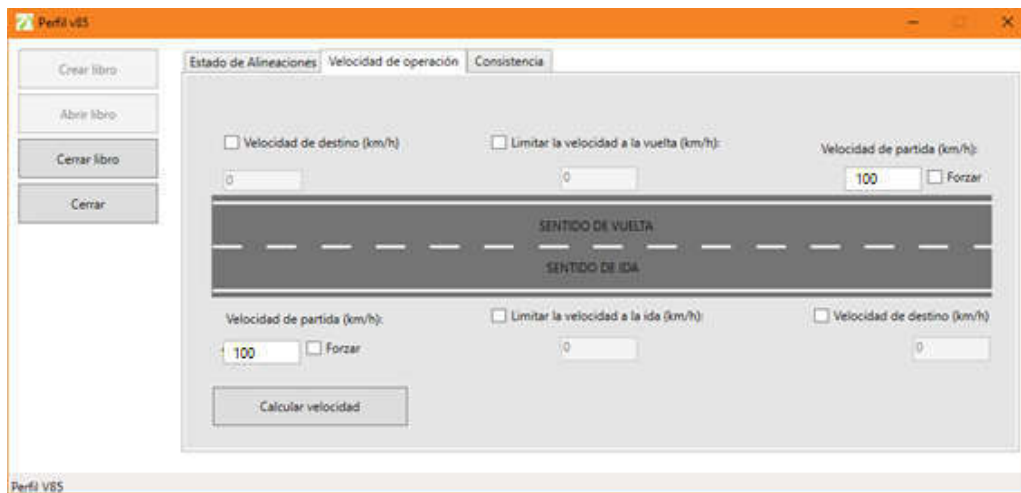 Perfil v85
Crear libro
Abrir libro
Cerrar libro
Cerrar
Estado de Alineaciones Velocidad de operación Consistencia
Velocidad de destino (km/h) Limitar la velocidad a la vuelta (km/h): Velocidad de partida (km/h):
0 0 100 Forzar
SENTIDO DE VUELTA
SENTIDO DE IDA
Velocidad de partida (km/h): Limitar la velocidad a la ida (km/h): Velocidad de destino (km/h)
100 Forzar 0 0
Calcular velocidad
Perfil V85